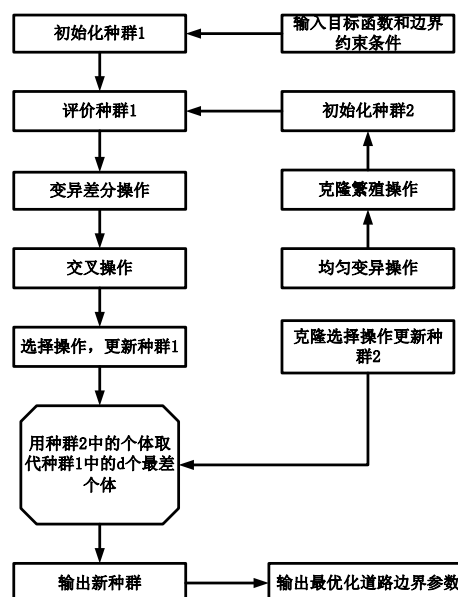 初始化种群1
输入目标函数和边界
约束条件
评价种群1
初始化种群2
变异差分操作
克隆繁殖操作
交叉操作
均匀变异操作
选择操作，更新种群1
克隆选择操作更新种
群2
用种群2中的个体取
代种群1中的d个最差
个体
输出新种群
输出最优化道路边界参数